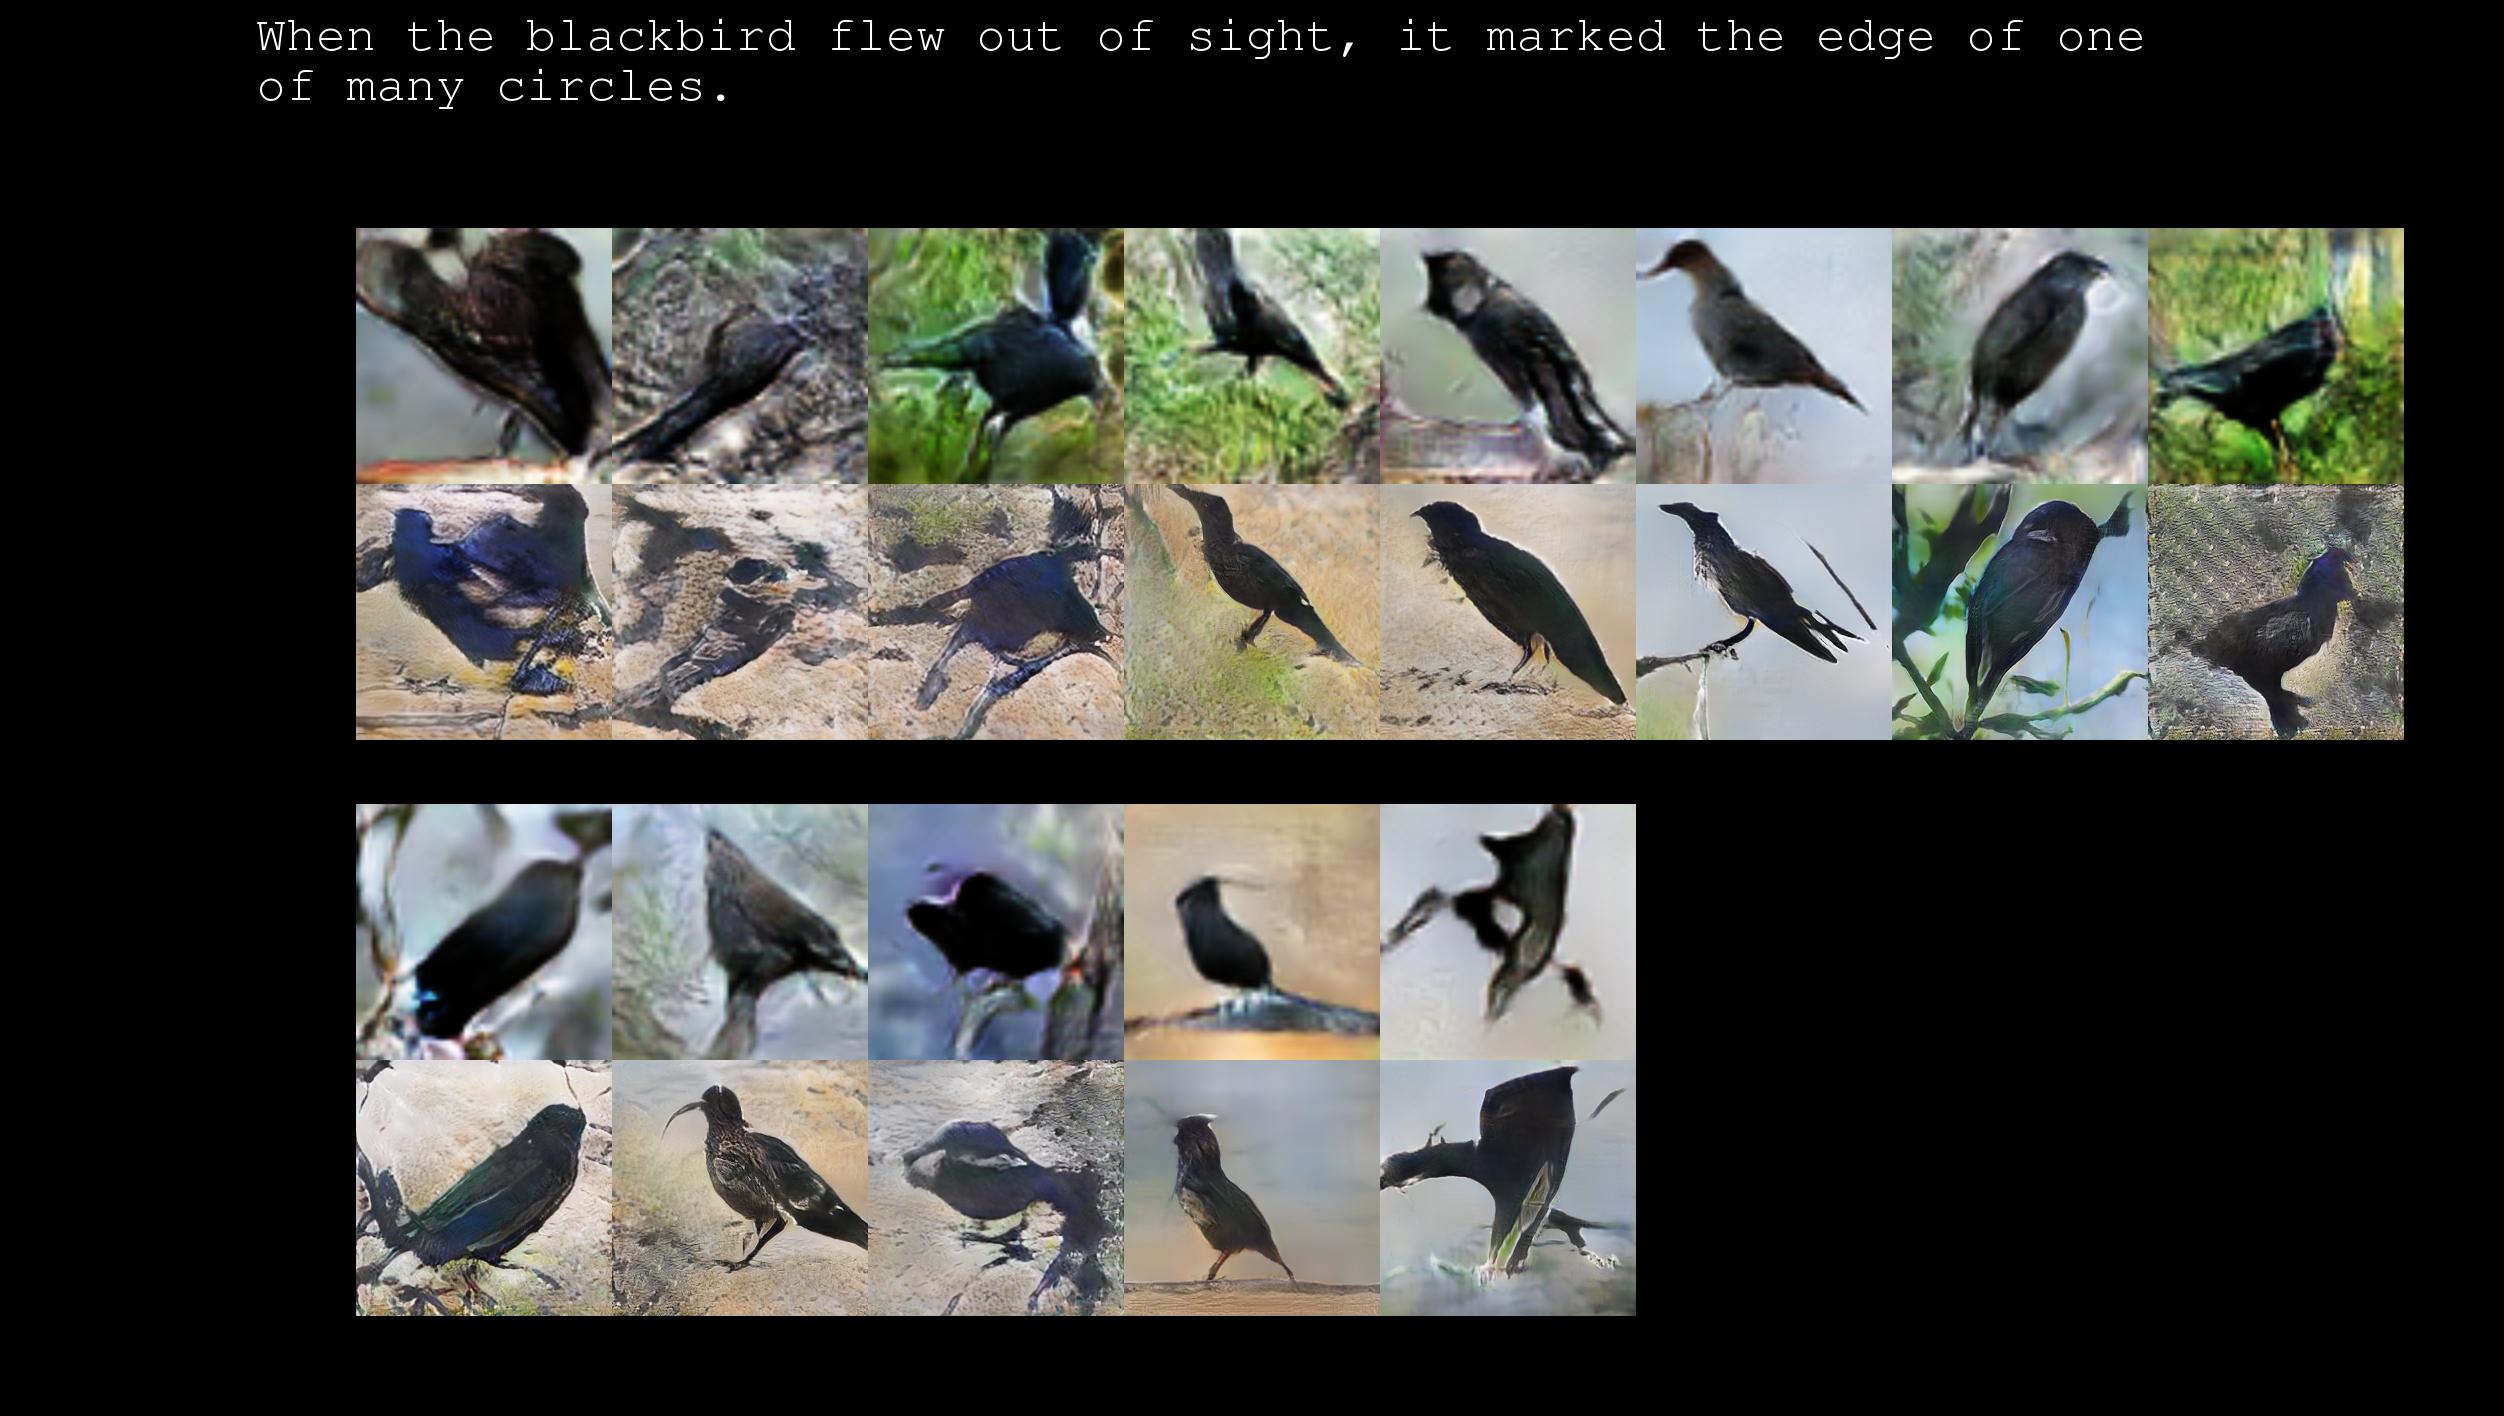 When the blackbird flew out of sight, it marked the edge of one
of many circles.